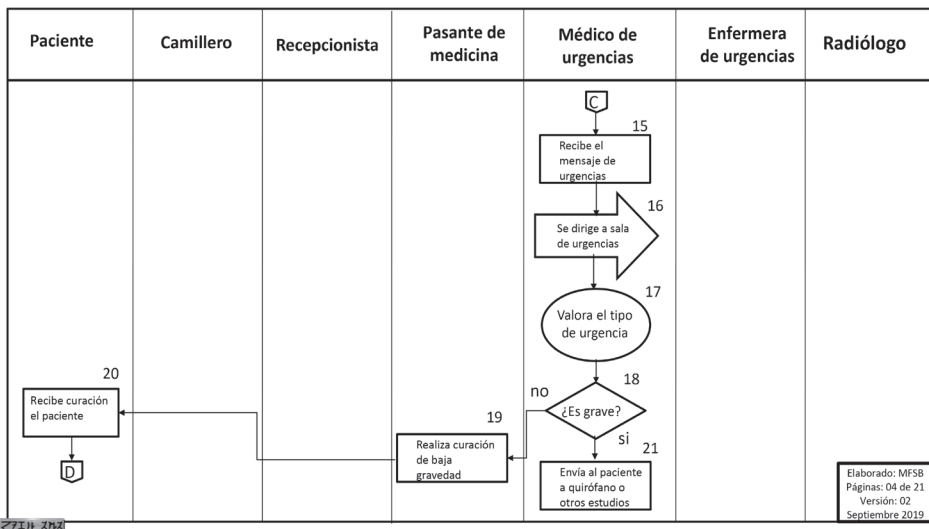 Paciente
Camillero
Recepcionista
Pasante de
medicina
Médico de
urgencias
Enfermera
de urgencias
Radiólogo
C
15
Recibe el
mensaje de
urgencias
16
Se dirige a sala
de urgencias
17
Valora el tipo
de urgencia
18
¿Es grave?
no
si
19
Realiza curación
de baja
gravedad
20
Recibe curación
el paciente
D
21
Envía al paciente
a quirófano o
otros estudios
Elaborado: MFSB
Páginas: 04 de 21
Versión: 02
Septiembre 2019